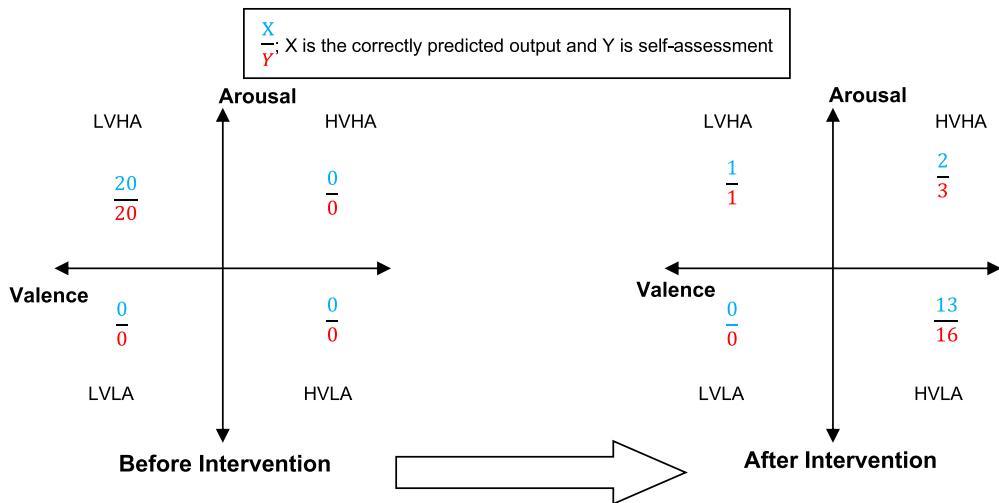 X
Y; X is the correctly predicted output and Y is self-assessment
Arousal
LVHA
HVHA
20
20
0
0
Valence
0
0
0
0
LVLA
HVLA
Before Intervention
Arousal
LVHA
HVHA
1
1
2
3
Valence
0
0
13
16
LVLA
HVLA
After Intervention